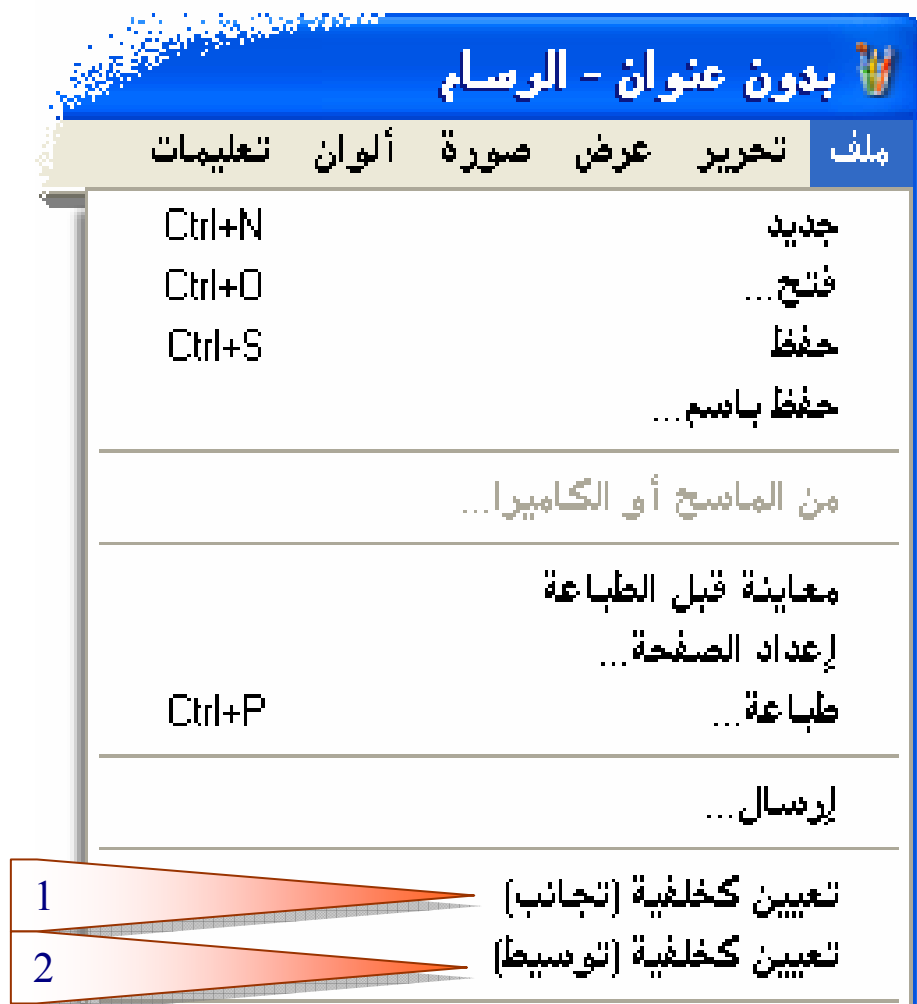 بدون عنوان - الرسام
ملف تحرير عرض صورة ألوان تعليمات
جديد Ctrl+N
فتح... Ctrl+O
حفظ Ctrl+S
حفظ باسم...
من الماسح أو الكاميرا...
معاينة قبل الطباعة
إعداد الصفحة...
طباعة... Ctrl+P
إرسال...
تعيين كخلفية (تجانب) 1
تعيين كخلفية (توسيط) 2